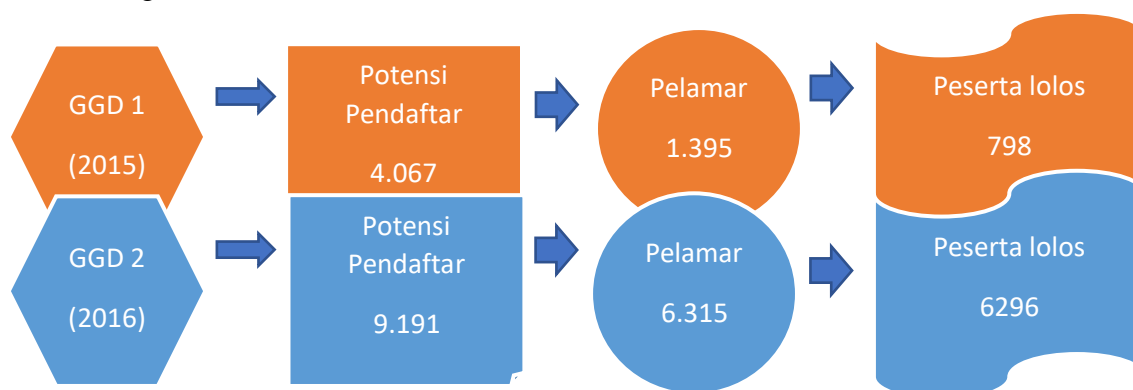 GGD 1
(2015)
Potensi
Pendaftar
4.067
Pelamar
1.395
Peserta lolos
798
GGD 2
(2016)
Potensi
Pendaftar
9.191
Pelamar
6.315
Peserta lolos
6296